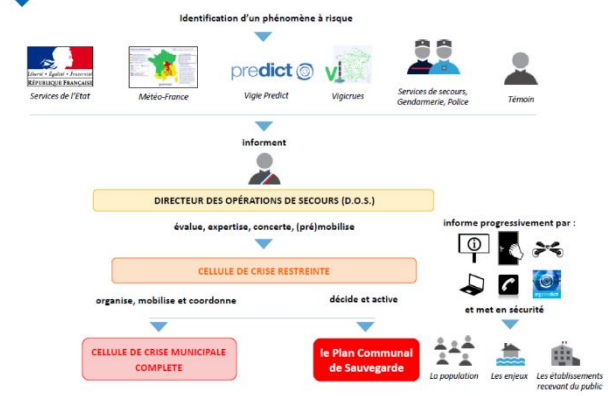 Identification d'un phénomène à risque
Liberté • Égalité • Fraternité
RÉPUBLIQUE FRANÇAISE
predict
Services de l'Etat
Météo-France
Vigie Predict
Vigicrues
Services de secours,
Gendarmerie, Police
Témoin
informent
DIRECTEUR DES OPÉRATIONS DE SECOURS (D.O.S.)
évalue, expertise, concerte, (pré)mobilise
informe progressivement par :
CELLULE DE CRISE RESTREINTE
organise, mobilise et coordonne
décide et active
et met en sécurité
CELLULE DE CRISE MUNICIPALE
COMPLETE
le Plan Communal
de Sauvegarde
La population
Les enjeux
Les établissements
recevant du public